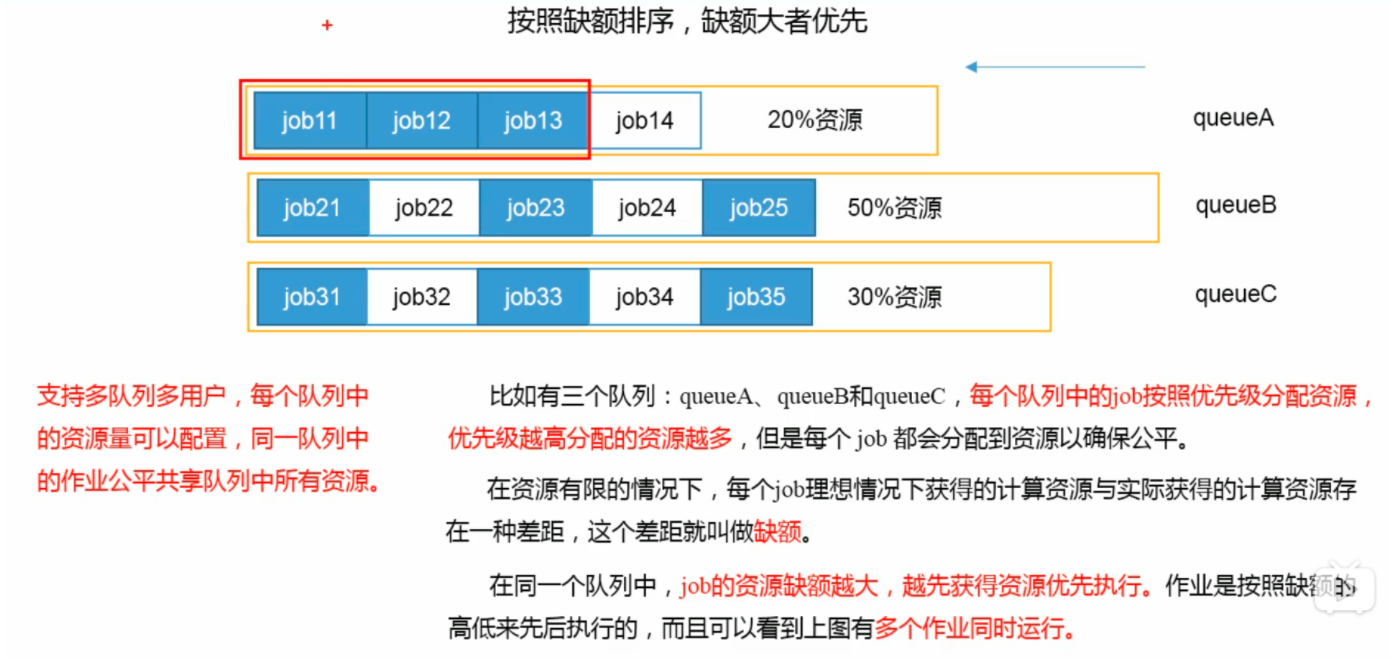 按照缺额排序，缺额大者优先
job11 job12 job13 job14 20%资源 queueA
job21 job22 job23 job24 job25 50%资源 queueB
job31 job32 job33 job34 job35 30%资源 queueC
支持多队列多用户，每个队列中
的资源量可以配置，同一队列中
的作业公平共享队列中所有资源。
比如有三个队列：queueA、queueB和queueC，每个队列中的job按照优先级分配资源，
优先级越高分配的资源越多，但是每个 job 都会分配到资源以确保公平。
在资源有限的情况下，每个job理想情况下获得的计算资源与实际获得的计算资源存
在一种差距，这个差距就叫做缺额。
在同一个队列中，job的资源缺额越大，越先获得资源优先执行。作业是按照缺额的
高低来先后执行的，而且可以看到上图有多个作业同时运行。